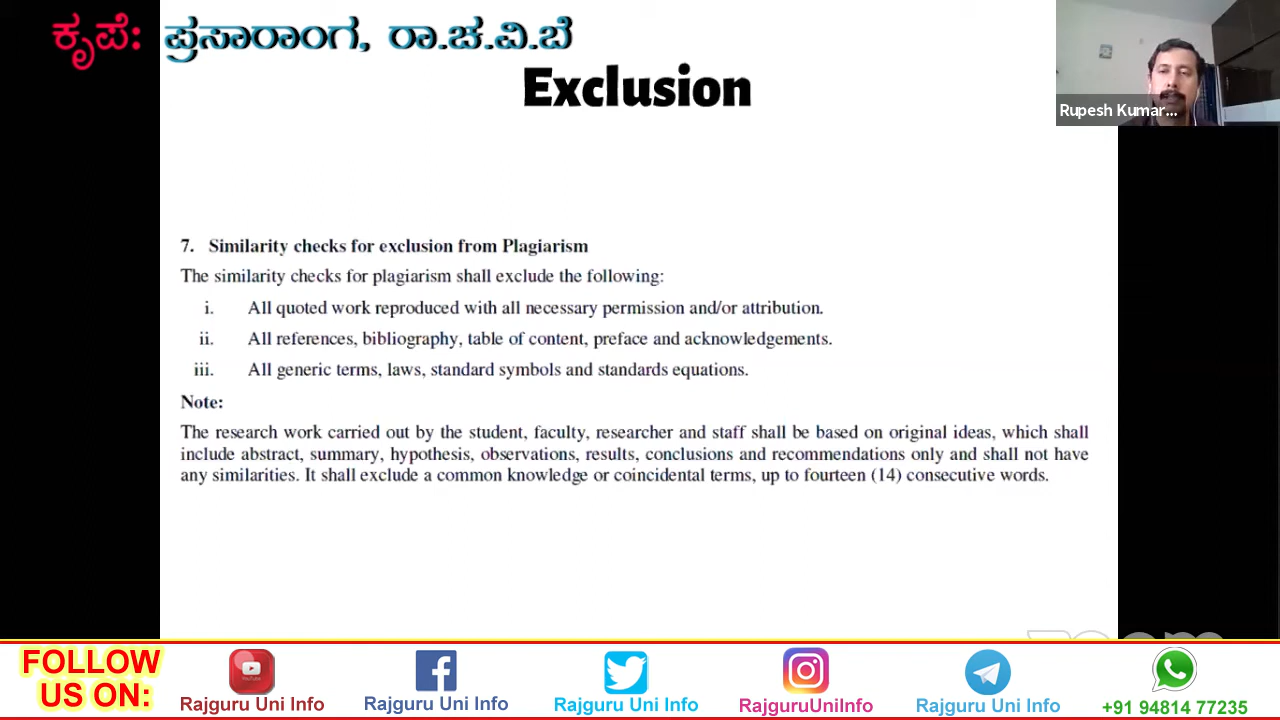 ಕೃಪೆ: ಪ್ರಸಾರಾಂಗ, ರಾ.ಚ.ವಿ.ಬೆ
Exclusion
Rupesh Kumar...
7. Similarity checks for exclusion from Plagiarism
The similarity checks for plagiarism shall exclude the following:
i. All quoted work reproduced with all necessary permission and/or attribution.
ii. All references, bibliography, table of content, preface and acknowledgements.
iii. All generic terms, laws, standard symbols and standards equations.
Note:
The research work carried out by the student, faculty, researcher and staff shall be based on original ideas, which shall
include abstract, summary, hypothesis, observations, results, conclusions and recommendations only and shall not have
any similarities. It shall exclude a common knowledge or coincidental terms, up to fourteen (14) consecutive words.
FOLLOW
US ON:
YouTube
Rajguru Uni Info
Rajguru Uni Info
Rajguru Uni Info
RajguruUniInfo
Rajguru Uni Info
+91 94814 77235